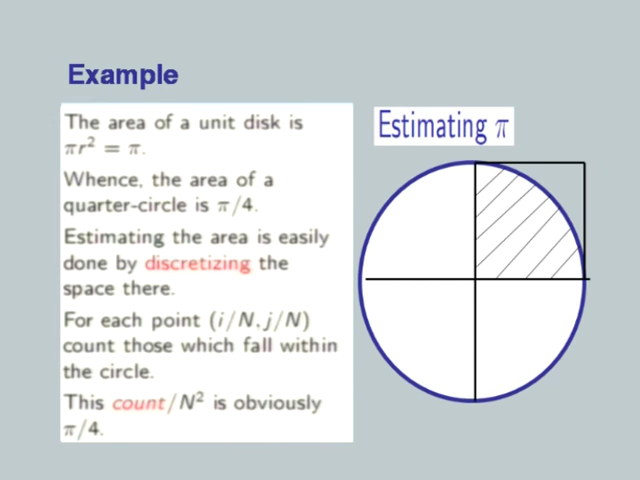 Example
The area of a unit disk is
πr² = π.
Whence, the area of a
quarter-circle is π/4.
Estimating the area is easily
done by discretizing the
space there.
For each point (i/N, j/N)
count those which fall within
the circle.
This count/N² is obviously
π/4.
Estimating π